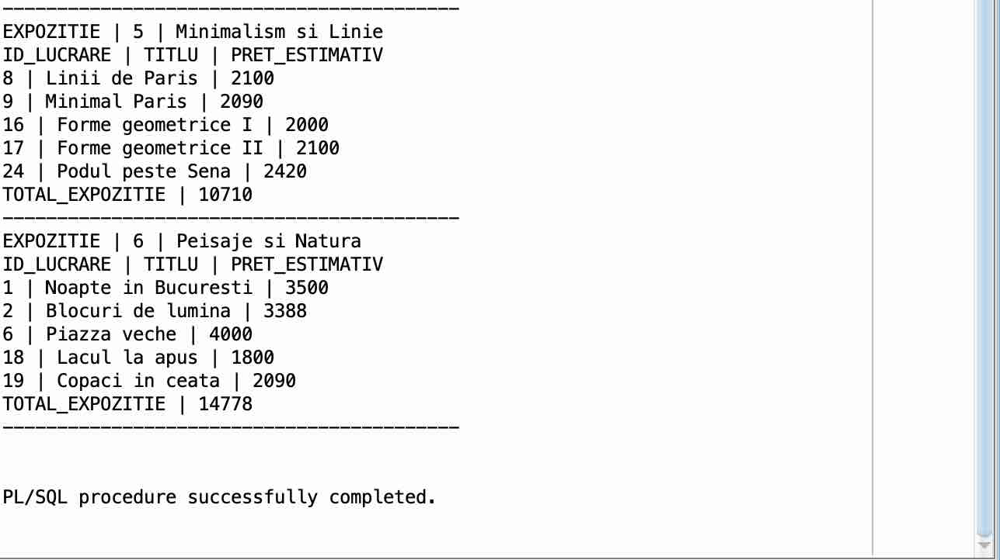 ------------------------------------------
EXPOZITIE | 5 | Minimalism si Linie
ID_LUCRARE | TITLU | PRET_ESTIMATIV
8 | Linii de Paris | 2100
9 | Minimal Paris | 2090
16 | Forme geometrice I | 2000
17 | Forme geometrice II | 2100
24 | Podul peste Sena | 2420
TOTAL_EXPOZITIE | 10710
------------------------------------------
EXPOZITIE | 6 | Peisaje si Natura
ID_LUCRARE | TITLU | PRET_ESTIMATIV
1 | Noapte in Bucuresti | 3500
2 | Blocuri de lumina | 3388
6 | Piazza veche | 4000
18 | Lacul la apus | 1800
19 | Copaci in ceata | 2090
TOTAL_EXPOZITIE | 14778
------------------------------------------
PL/SQL procedure successfully completed.